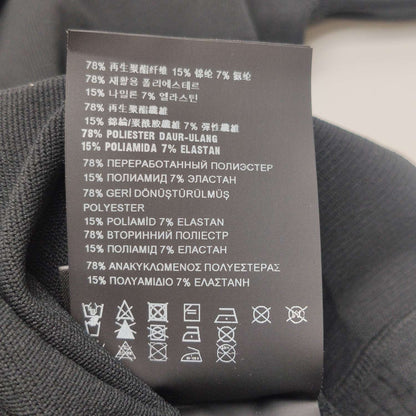 78% 再生聚酯纤维 15% 锦纶 7% 氨纶
78% 재활용 폴리에스테르
15% 나일론 7% 엘라스틴
78% 再生聚酯纖維
15% 錦綸/聚酰胺纖維 7% 彈性纖維
78% POLIESTER DAUR-ULANG
15% POLIAMIDA 7% ELASTAN
78% ПЕРЕРАБОТАННЫЙ ПОЛИЭСТЕР
15% ПОЛИАМИД 7% ЭЛАСТАН
78% GERİ DÖNÜŞTÜRÜLMÜŞ
POLYESTER
15% POLİAMİD 7% ELASTAN
78% ВТОРИННИЙ ПОЛІЕСТР
15% ПОЛІАМІД 7% ЕЛАСТАН
78% ΑΝΑΚΥΚΛΩΜΕΝΟΣ ΠΟΛΥΕΣΤΕΡΑΣ
15% ΠΟΛΥΑΜΙΔΙΟ 7% ΕΛΑΣΤΑΝΗ